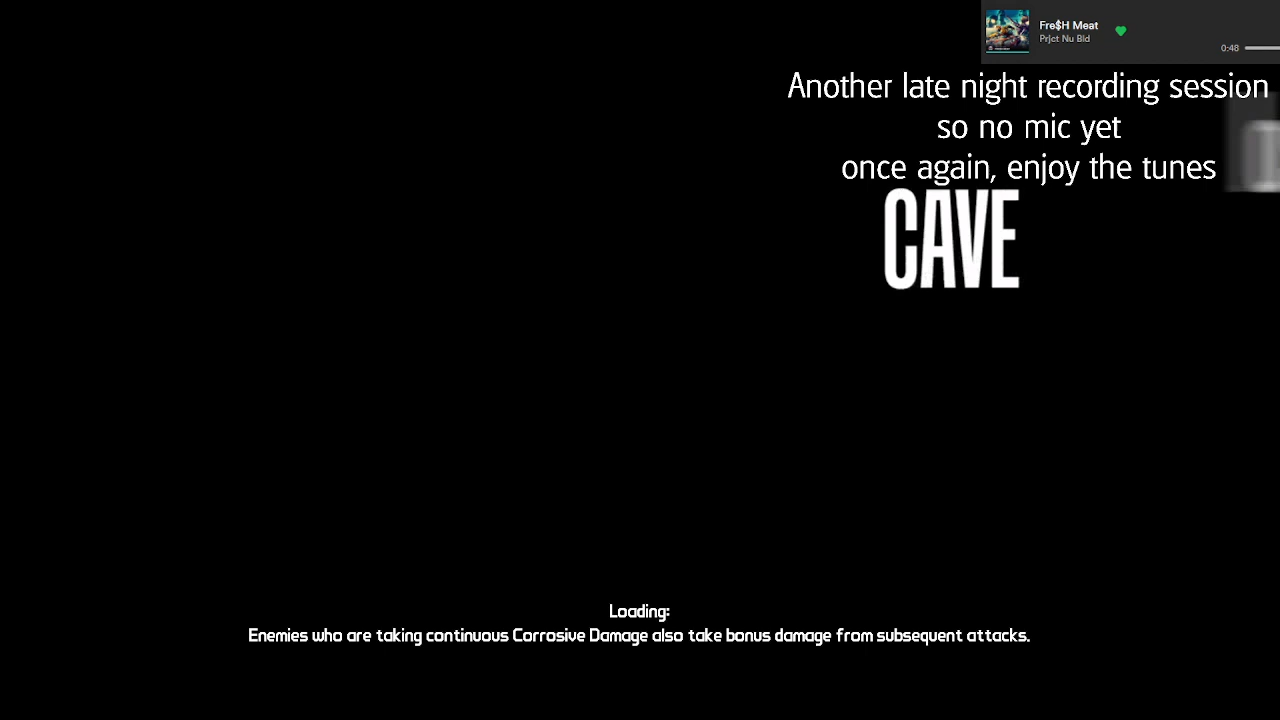 Fre$H Meat
Prjct Nu Bld
0:48
Another late night recording session
so no mic yet
once again, enjoy the tunes
CAVE
Loading:
Enemies who are taking continuous Corrosive Damage also take bonus damage from subsequent attacks.